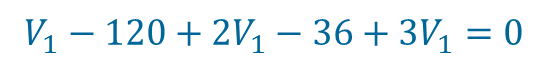 V₁ − 120 + 2V₁ − 36 + 3V₁ = 0